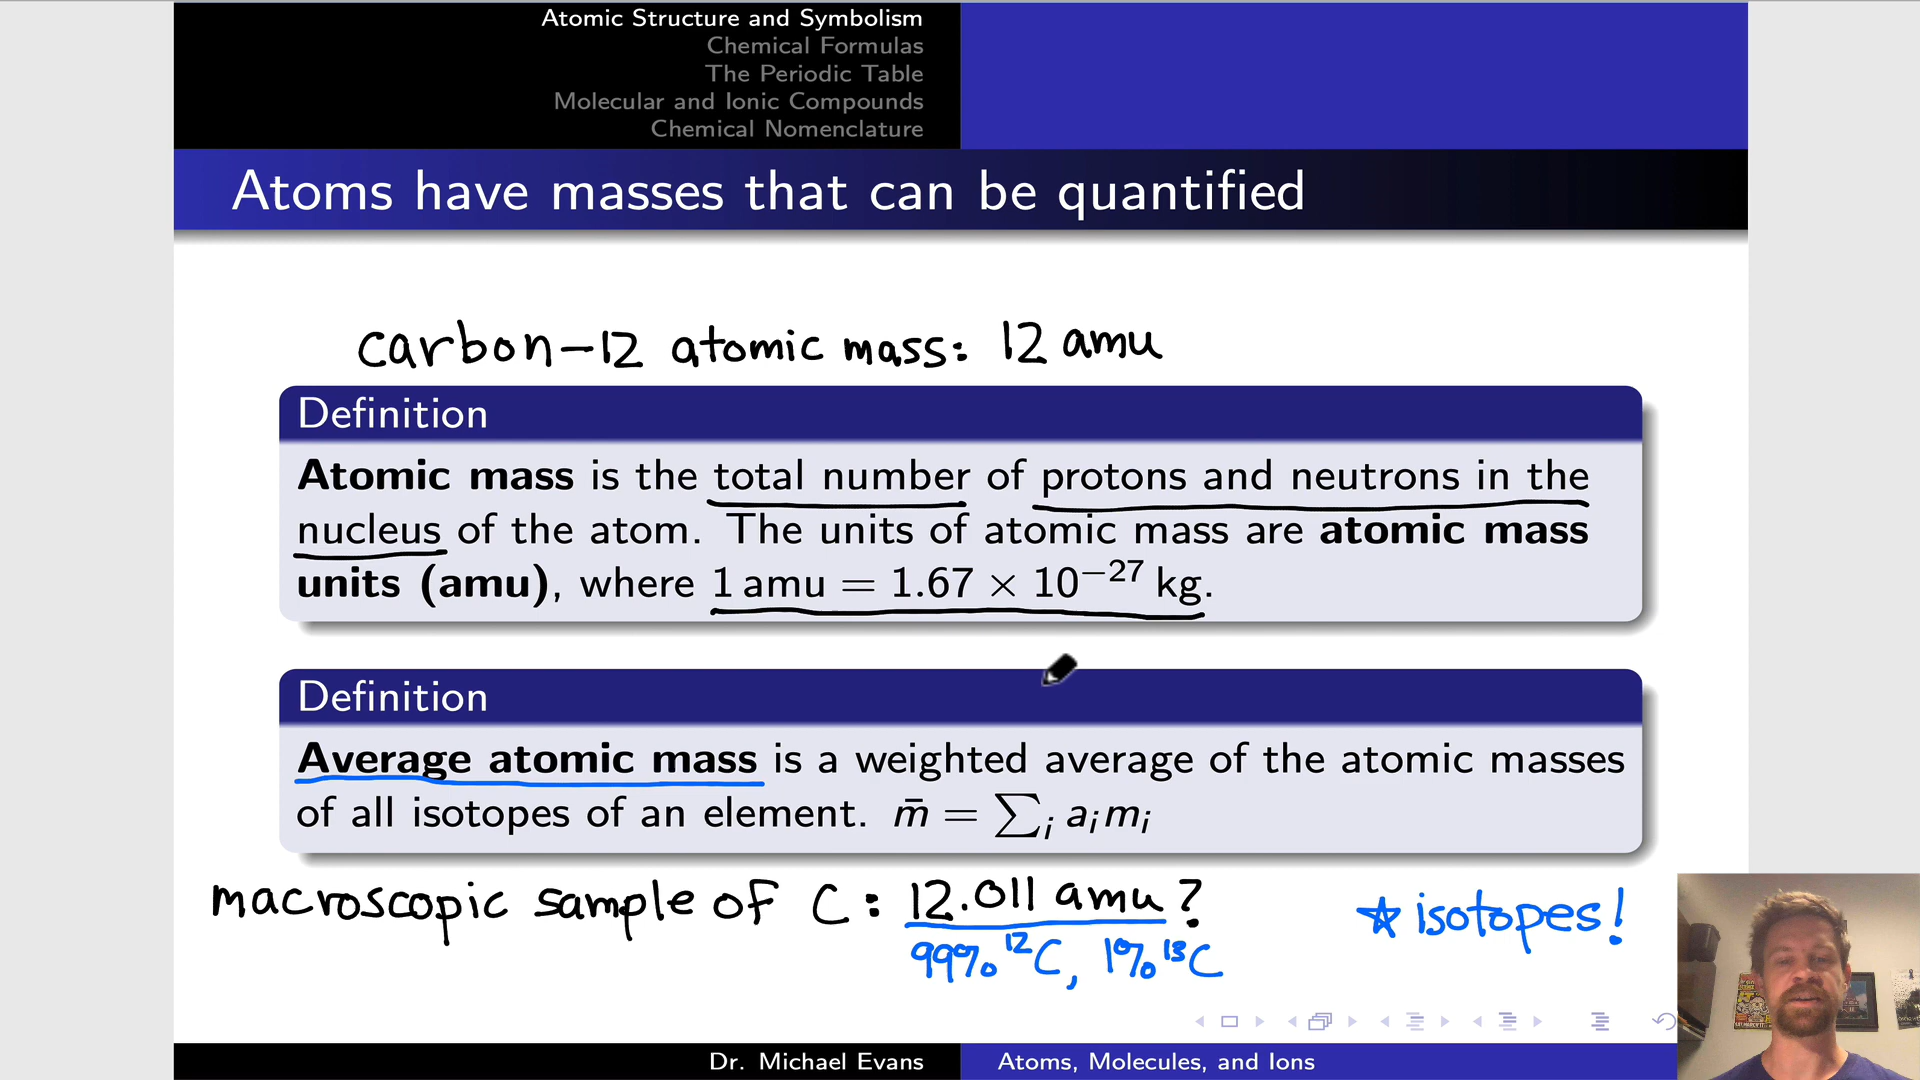 Atomic Structure and Symbolism
Chemical Formulas
The Periodic Table
Molecular and Ionic Compounds
Chemical Nomenclature
Atoms have masses that can be quantified
carbon-12 atomic mass: 12 amu
Definition
Atomic mass is the total number of protons and neutrons in the
nucleus of the atom. The units of atomic mass are atomic mass
units (amu), where 1 amu = 1.67 × 10⁻²⁷ kg.
Definition
Average atomic mass is a weighted average of the atomic masses
of all isotopes of an element. m̄ = ∑ᵢ aᵢmᵢ
macroscopic sample of C: 12.011 amu?
☆ isotopes!
99% ¹²C, 1% ¹³C
Dr. Michael Evans
Atoms, Molecules, and Ions